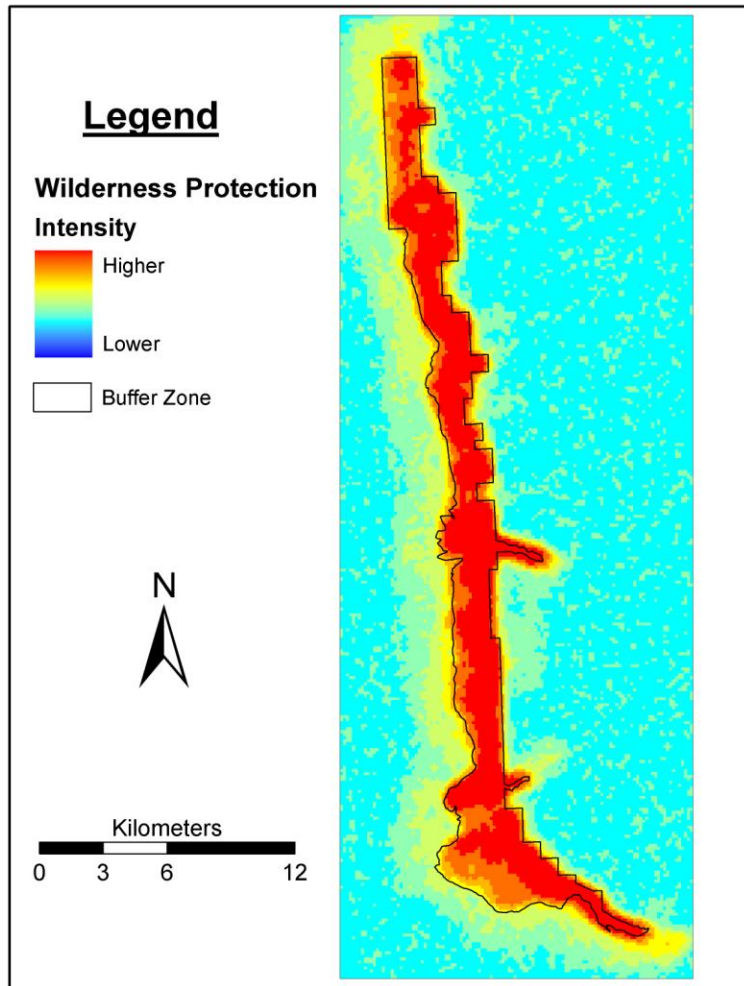 Legend
Wilderness Protection
Intensity
Higher
Lower
Buffer Zone
N
Kilometers
0 3 6 12